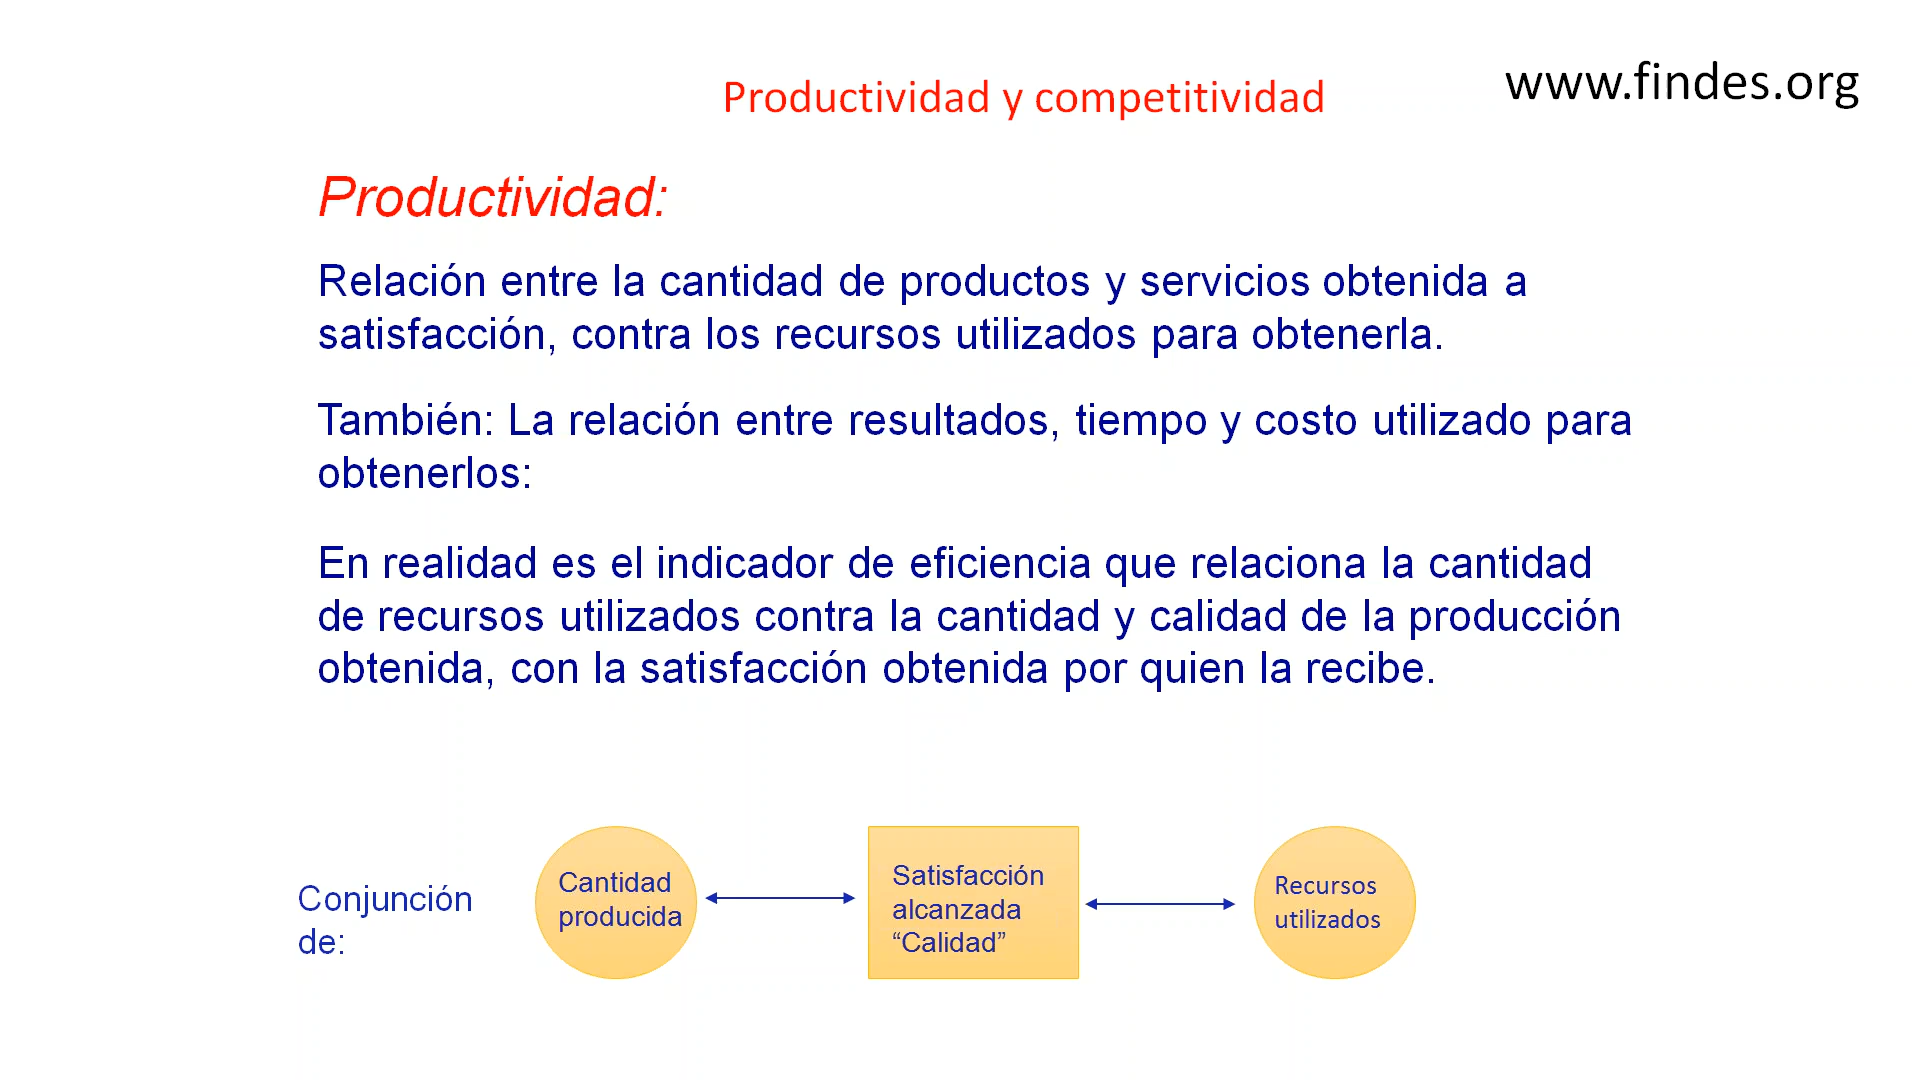 www.findes.org
Productividad y competitividad
Productividad:
Relación entre la cantidad de productos y servicios obtenida a
satisfacción, contra los recursos utilizados para obtenerla.
También: La relación entre resultados, tiempo y costo utilizado para
obtenerlos:
En realidad es el indicador de eficiencia que relaciona la cantidad
de recursos utilizados contra la cantidad y calidad de la producción
obtenida, con la satisfacción obtenida por quien la recibe.
Conjunción
de:
Cantidad
producida
Satisfacción
alcanzada
“Calidad”
Recursos
utilizados